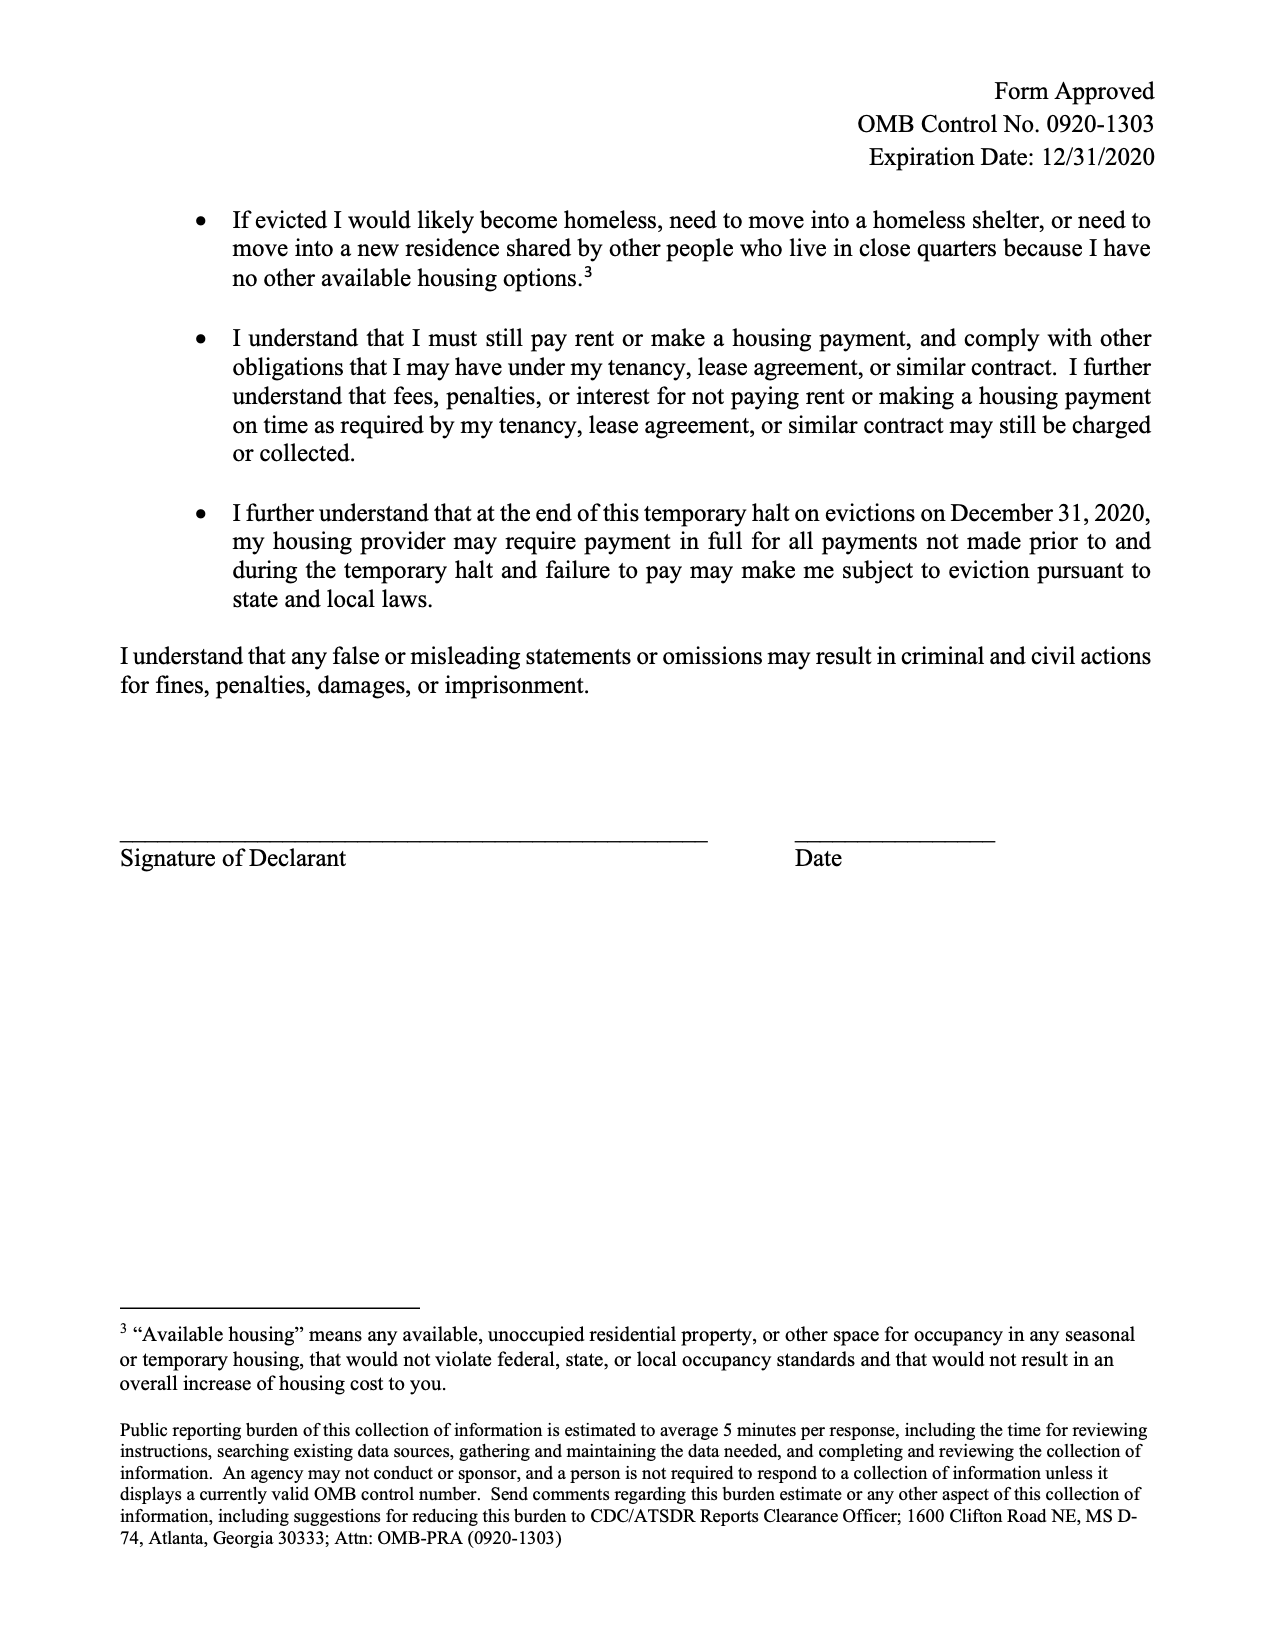 Form Approved
OMB Control No. 0920-1303
Expiration Date: 12/31/2020
• If evicted I would likely become homeless, need to move into a homeless shelter, or need to
move into a new residence shared by other people who live in close quarters because I have
no other available housing options.³
• I understand that I must still pay rent or make a housing payment, and comply with other
obligations that I may have under my tenancy, lease agreement, or similar contract.  I further
understand that fees, penalties, or interest for not paying rent or making a housing payment
on time as required by my tenancy, lease agreement, or similar contract may still be charged
or collected.
• I further understand that at the end of this temporary halt on evictions on December 31, 2020,
my housing provider may require payment in full for all payments not made prior to and
during the temporary halt and failure to pay may make me subject to eviction pursuant to
state and local laws.
I understand that any false or misleading statements or omissions may result in criminal and civil actions
for fines, penalties, damages, or imprisonment.
Signature of Declarant Date
³ “Available housing” means any available, unoccupied residential property, or other space for occupancy in any seasonal
or temporary housing, that would not violate federal, state, or local occupancy standards and that would not result in an
overall increase of housing cost to you.
Public reporting burden of this collection of information is estimated to average 5 minutes per response, including the time for reviewing
instructions, searching existing data sources, gathering and maintaining the data needed, and completing and reviewing the collection of
information.  An agency may not conduct or sponsor, and a person is not required to respond to a collection of information unless it
displays a currently valid OMB control number.  Send comments regarding this burden estimate or any other aspect of this collection of
information, including suggestions for reducing this burden to CDC/ATSDR Reports Clearance Officer; 1600 Clifton Road NE, MS D-
74, Atlanta, Georgia 30333; Attn: OMB-PRA (0920-1303)